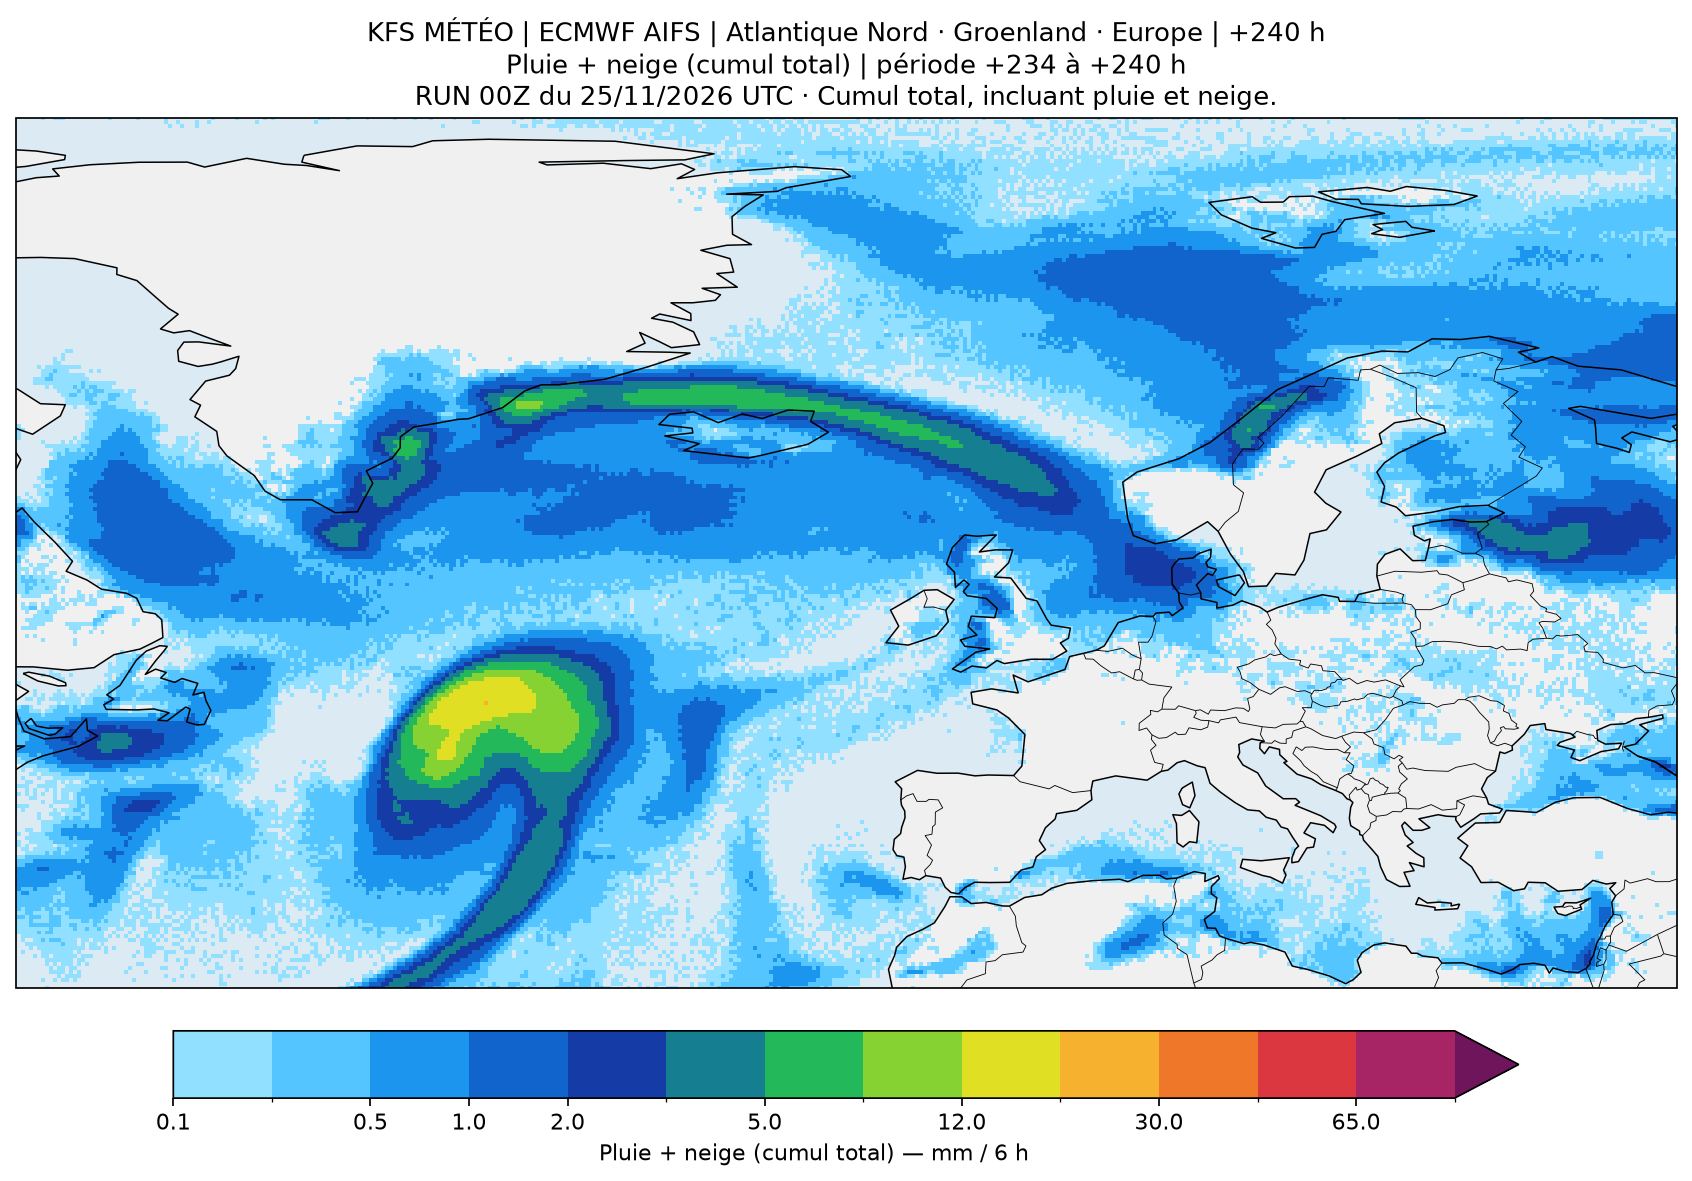 KFS MÉTÉO | ECMWF AIFS | Atlantique Nord · Groenland · Europe | +240 h
Pluie + neige (cumul total) | période +234 à +240 h
RUN 00Z du 25/11/2026 UTC · Cumul total, incluant pluie et neige.
0.1 0.5 1.0 2.0 5.0 12.0 30.0 65.0
Pluie + neige (cumul total) — mm / 6 h